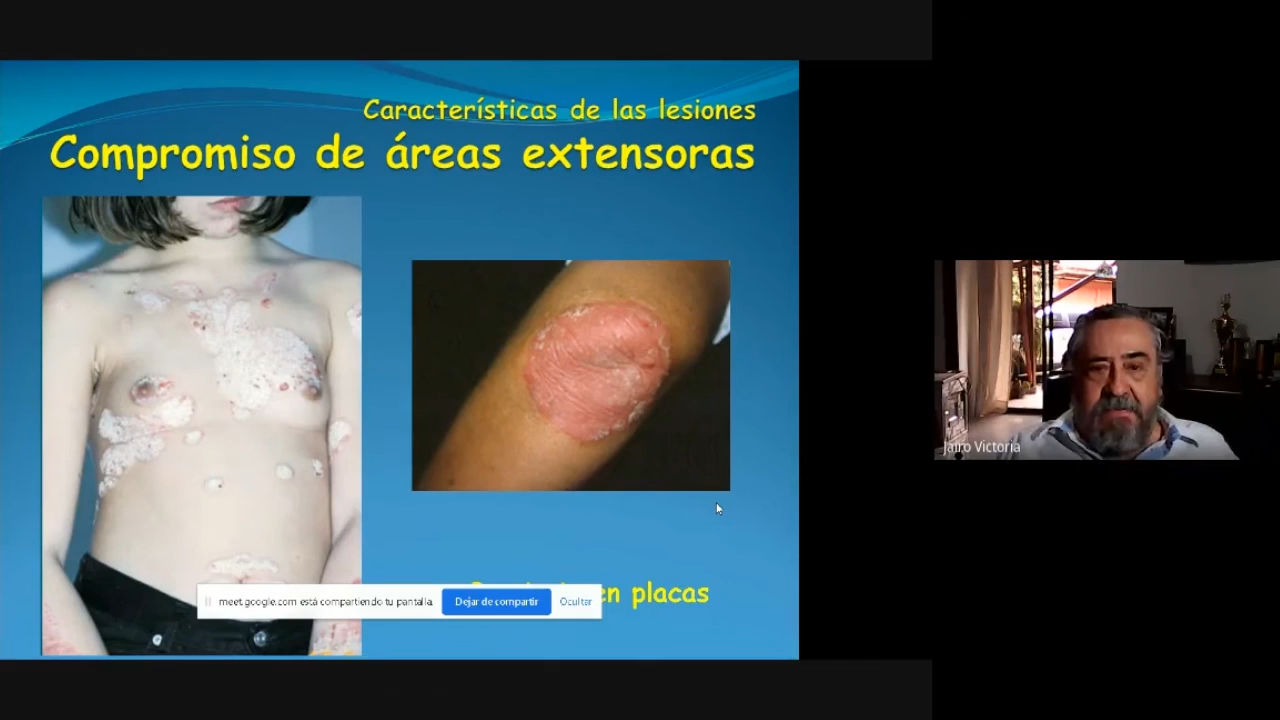 Características de las lesiones
Compromiso de áreas extensoras
en placas
meet.google.com está compartiendo tu pantalla.
Dejar de compartir
Ocultar
Jairo Victoria